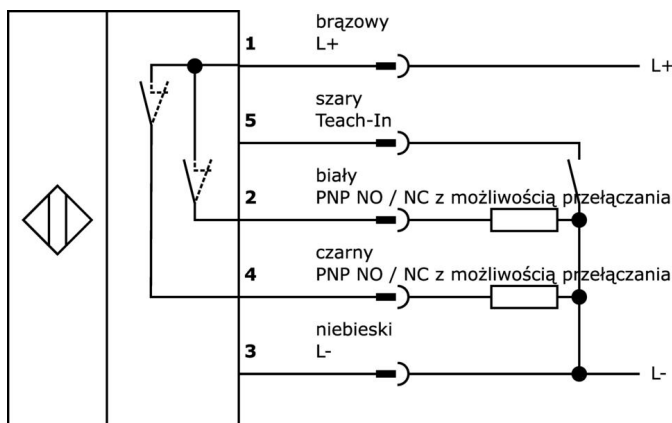 brązowy
1 L+
L+
szary
5 Teach-In
biały
2 PNP NO / NC z możliwością przełączania
czarny
4 PNP NO / NC z możliwością przełączania
niebieski
3 L-
L-